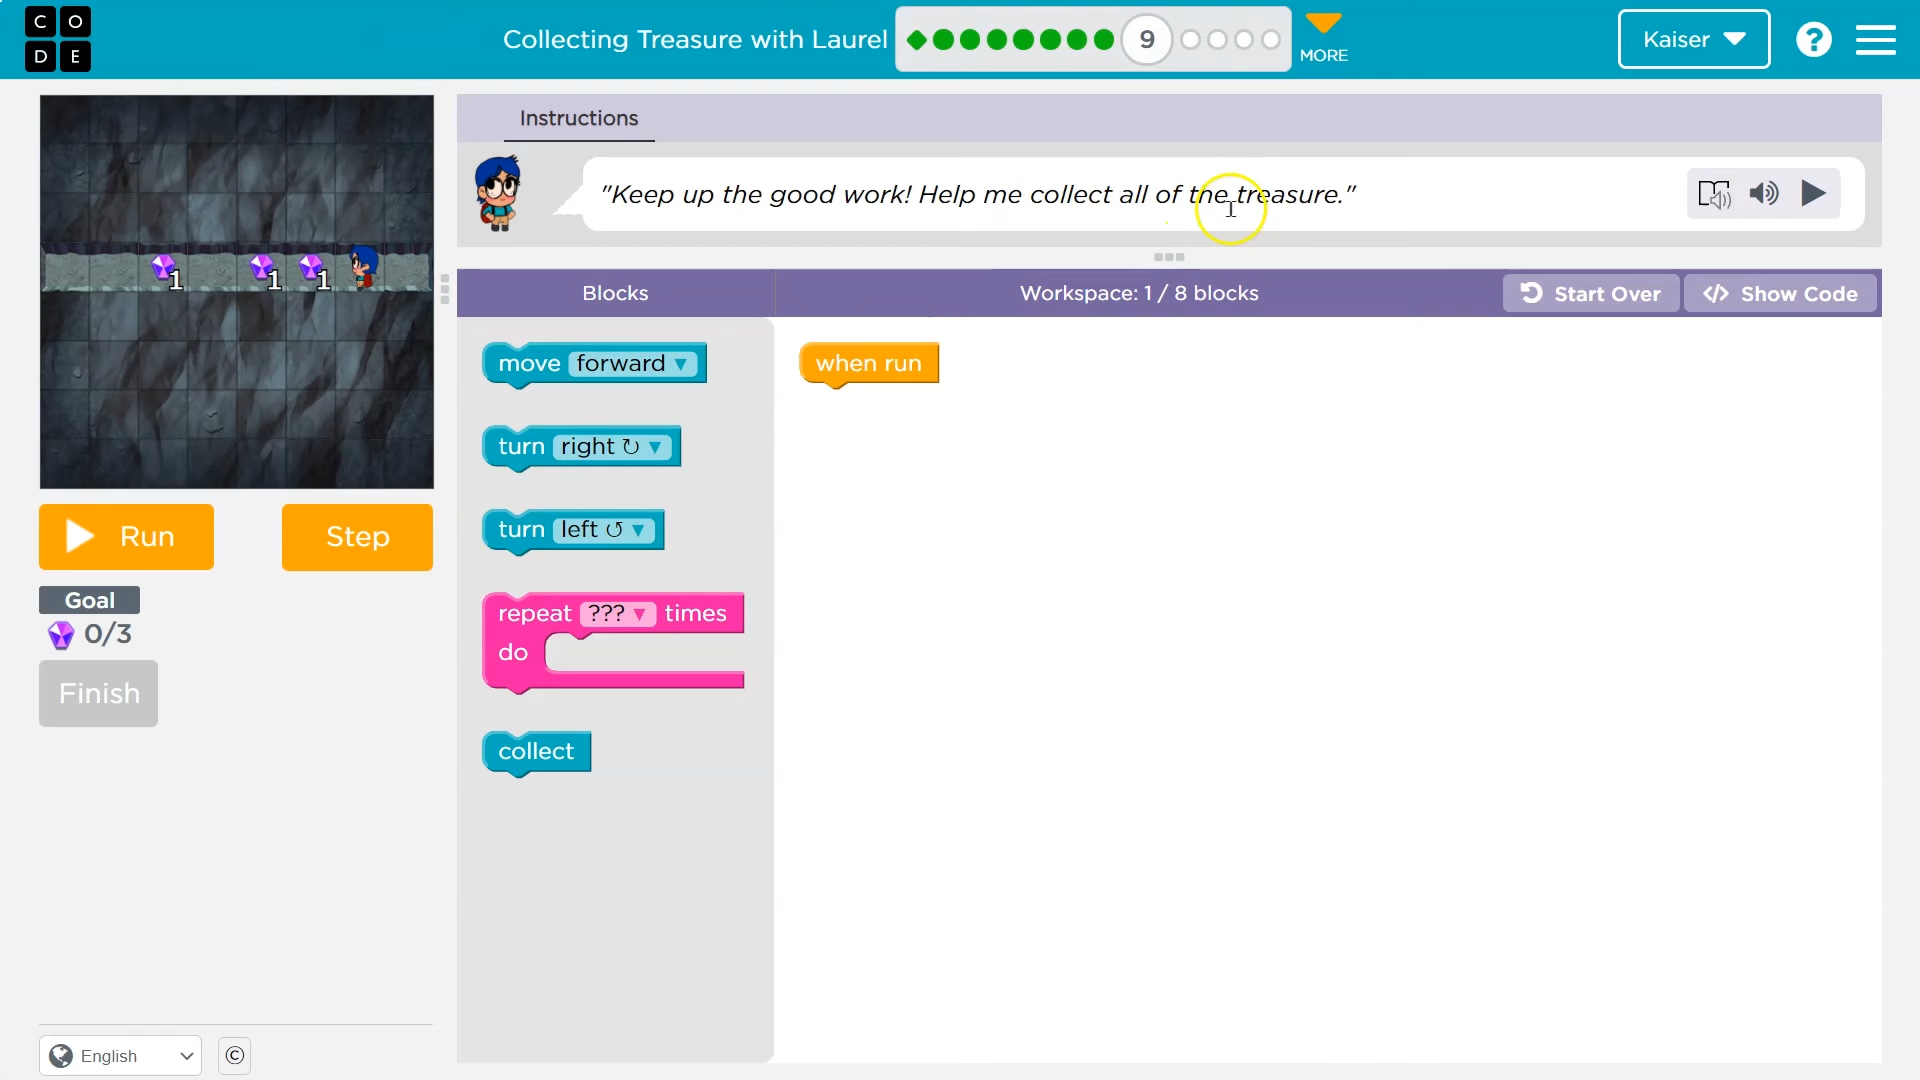 CODE
Collecting Treasure with Laurel
9
MORE
Kaiser
?
Instructions
"Keep up the good work! Help me collect all of the treasure."
1
1
1
Blocks
Workspace: 1 / 8 blocks
Start Over
</> Show Code
move forward
when run
turn right ↻
turn left ↺
repeat ??? times
do
collect
Run
Step
Goal
0/3
Finish
English
©